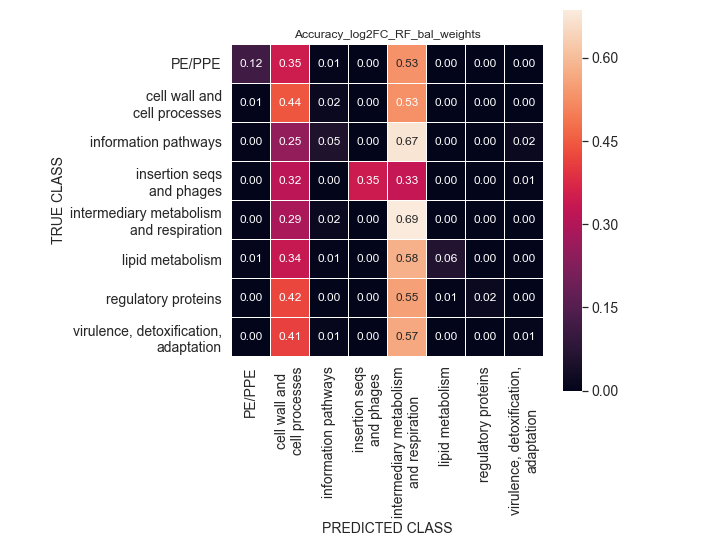 Accuracy_log2FC_RF_bal_weights
TRUE CLASS
PE/PPE 0.12 0.35 0.01 0.00 0.53 0.00 0.00 0.00
cell wall and
cell processes 0.01 0.44 0.02 0.00 0.53 0.00 0.00 0.00
information pathways 0.00 0.25 0.05 0.00 0.67 0.00 0.00 0.02
insertion seqs
and phages 0.00 0.32 0.00 0.35 0.33 0.00 0.00 0.01
intermediary metabolism
and respiration 0.00 0.29 0.02 0.00 0.69 0.00 0.00 0.00
lipid metabolism 0.01 0.34 0.01 0.00 0.58 0.06 0.00 0.00
regulatory proteins 0.00 0.42 0.00 0.00 0.55 0.01 0.02 0.00
virulence, detoxification,
adaptation 0.00 0.41 0.01 0.00 0.57 0.00 0.00 0.01
PE/PPE
cell wall and
cell processes
information pathways
insertion seqs
and phages
intermediary metabolism
and respiration
lipid metabolism
regulatory proteins
virulence, detoxification,
adaptation
PREDICTED CLASS
0.60
0.45
0.30
0.15
0.00